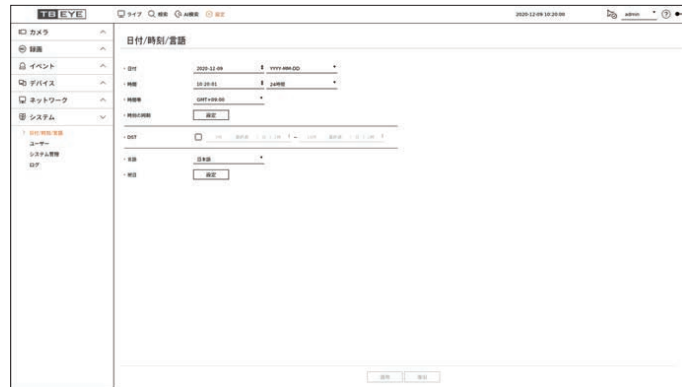 TB EYE
ライブ 検索 AI検索 設定
2020-12-09 10:20:06
admin
カメラ
録画
イベント
デバイス
ネットワーク
システム
日付/時刻/言語
ユーザー
システム管理
ログ
日付/時刻/言語
・日付 2020-12-09 YYYY-MM-DD
・時間 10:20:01 24時間
・時間帯 GMT+09:00
・時刻の同期 設定
・DST
・言語 日本語
・祝日 設定